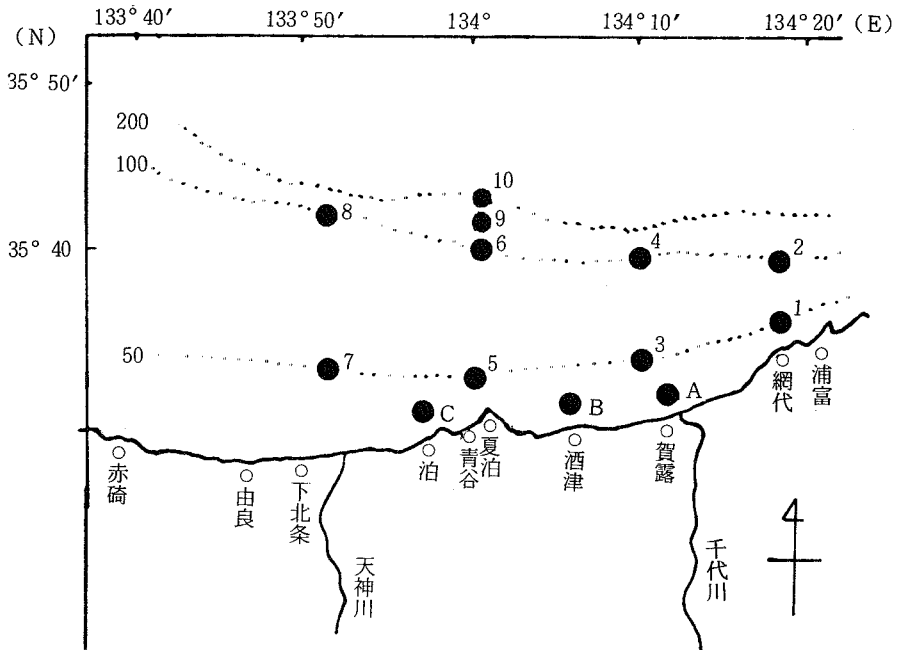 133° 40′ 133° 50′ 134° 134° 10′ 134° 20′ (E)
(N)
35° 50′
200
100
10
9
8
6
4
2
35° 40
1
50
7
5
3
C
B
A
網代
浦富
赤碕
由良
下北条
泊
青谷
夏泊
酒津
賀露
天神川
千代川